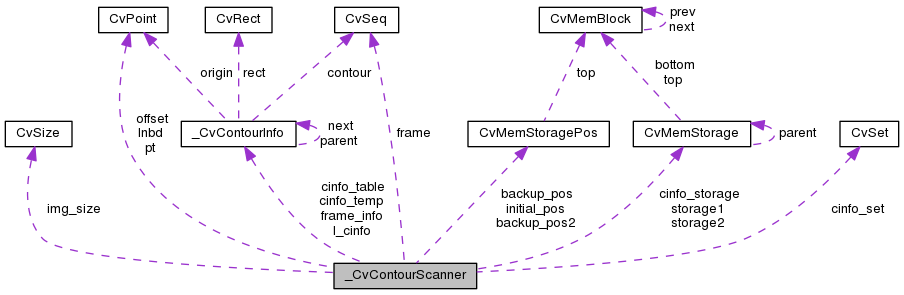 CvPoint
CvRect
CvSeq
CvMemBlock
prev
next
origin
rect
contour
top
bottom
top
offset
lnbd
pt
CvSize
_CvContourInfo
next
parent
frame
CvMemStoragePos
CvMemStorage
parent
CvSet
img_size
cinfo_table
cinfo_temp
frame_info
l_cinfo
backup_pos
initial_pos
backup_pos2
cinfo_storage
storage1
storage2
cinfo_set
_CvContourScanner